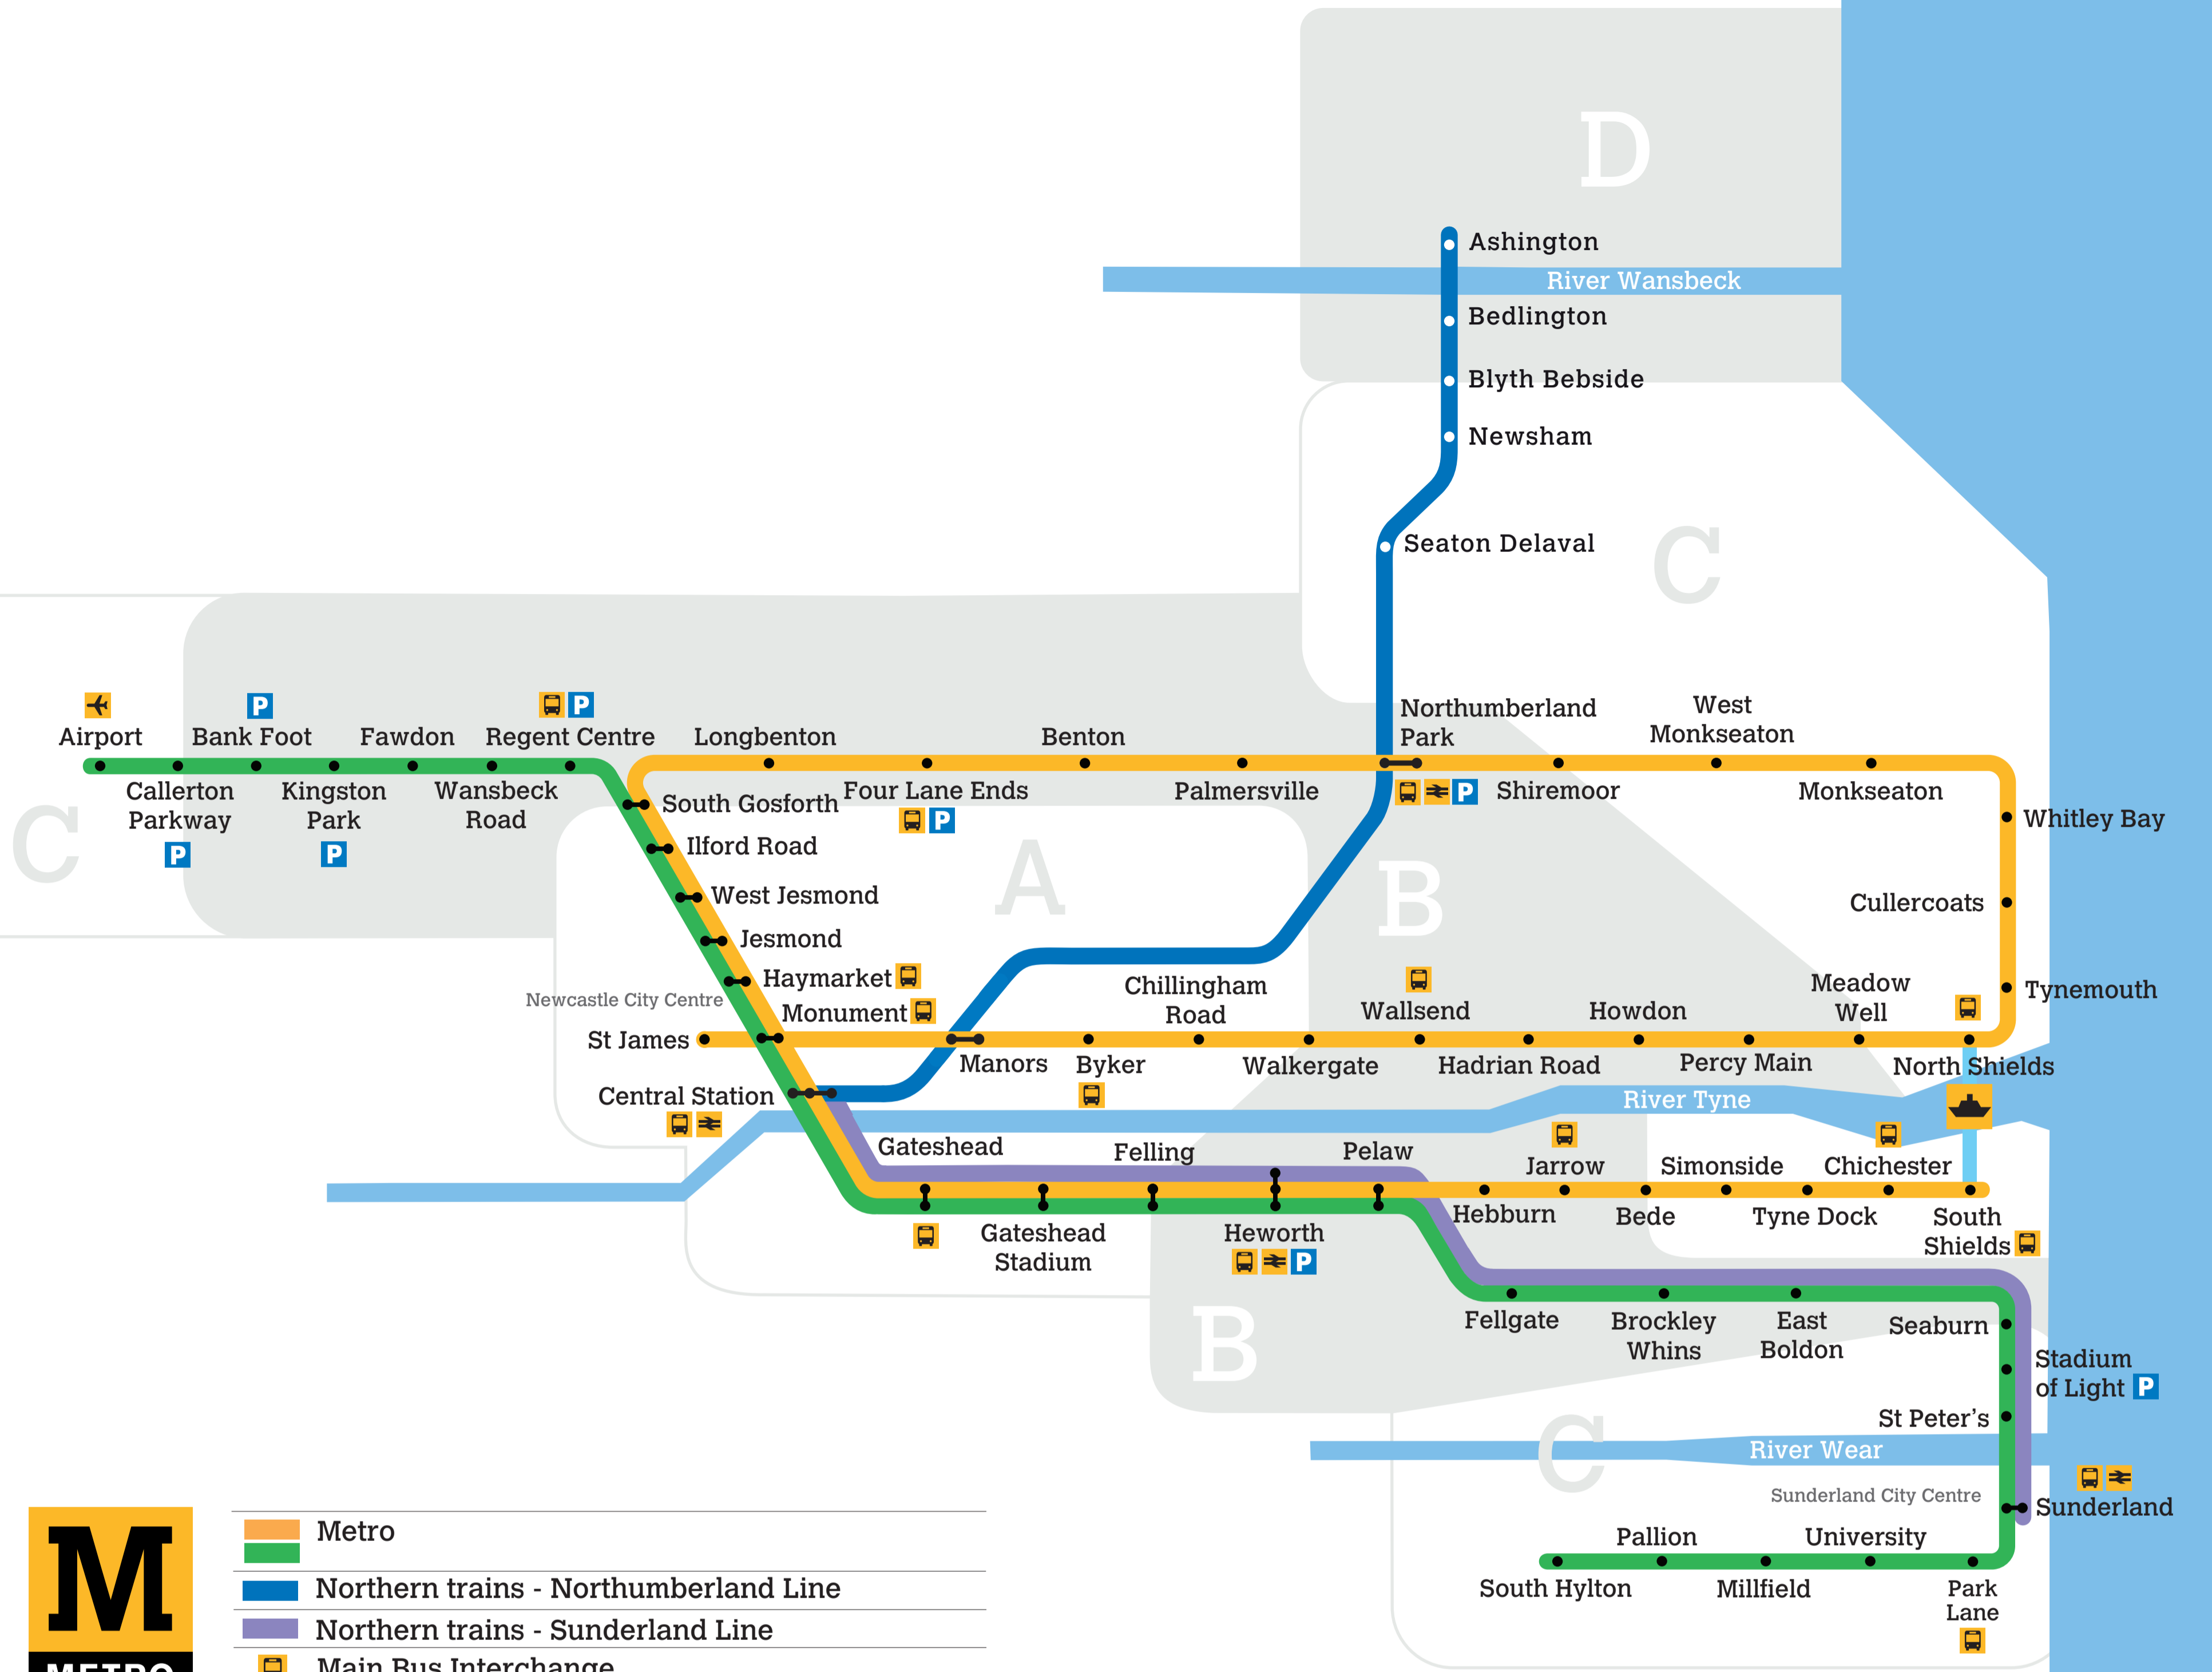 D
Ashington
River Wansbeck
Bedlington
Blyth Bebside
Newsham
Seaton Delaval
C
Northumberland
Park
West
Monkseaton
P
P
Airport
Bank Foot
Fawdon
Regent Centre
Longbenton
Benton
Callerton
Parkway
P
Kingston
Park
P
Wansbeck
Road
South Gosforth
Four Lane Ends
P
Palmersville
P
Shiremoor
Monkseaton
Whitley Bay
C
Ilford Road
A
B
West Jesmond
Cullercoats
Jesmond
Haymarket
Newcastle City Centre
Monument
Chillingham
Road
Wallsend
Howdon
Meadow
Well
Tynemouth
St James
Manors
Byker
Walkergate
Hadrian Road
Percy Main
North Shields
Central Station
River Tyne
Gateshead
Felling
Pelaw
Jarrow
Simonside
Chichester
Gateshead
Stadium
Heworth
P
Hebburn
Bede
Tyne Dock
South
Shields
B
Fellgate
Brockley
Whins
East
Boldon
Seaburn
Stadium
of Light P
St Peter's
C
River Wear
Sunderland City Centre
Sunderland
Pallion
University
South Hylton
Millfield
Park
Lane
M
METRO
Metro
Northern trains - Northumberland Line
Northern trains - Sunderland Line
Main Bus Interchange